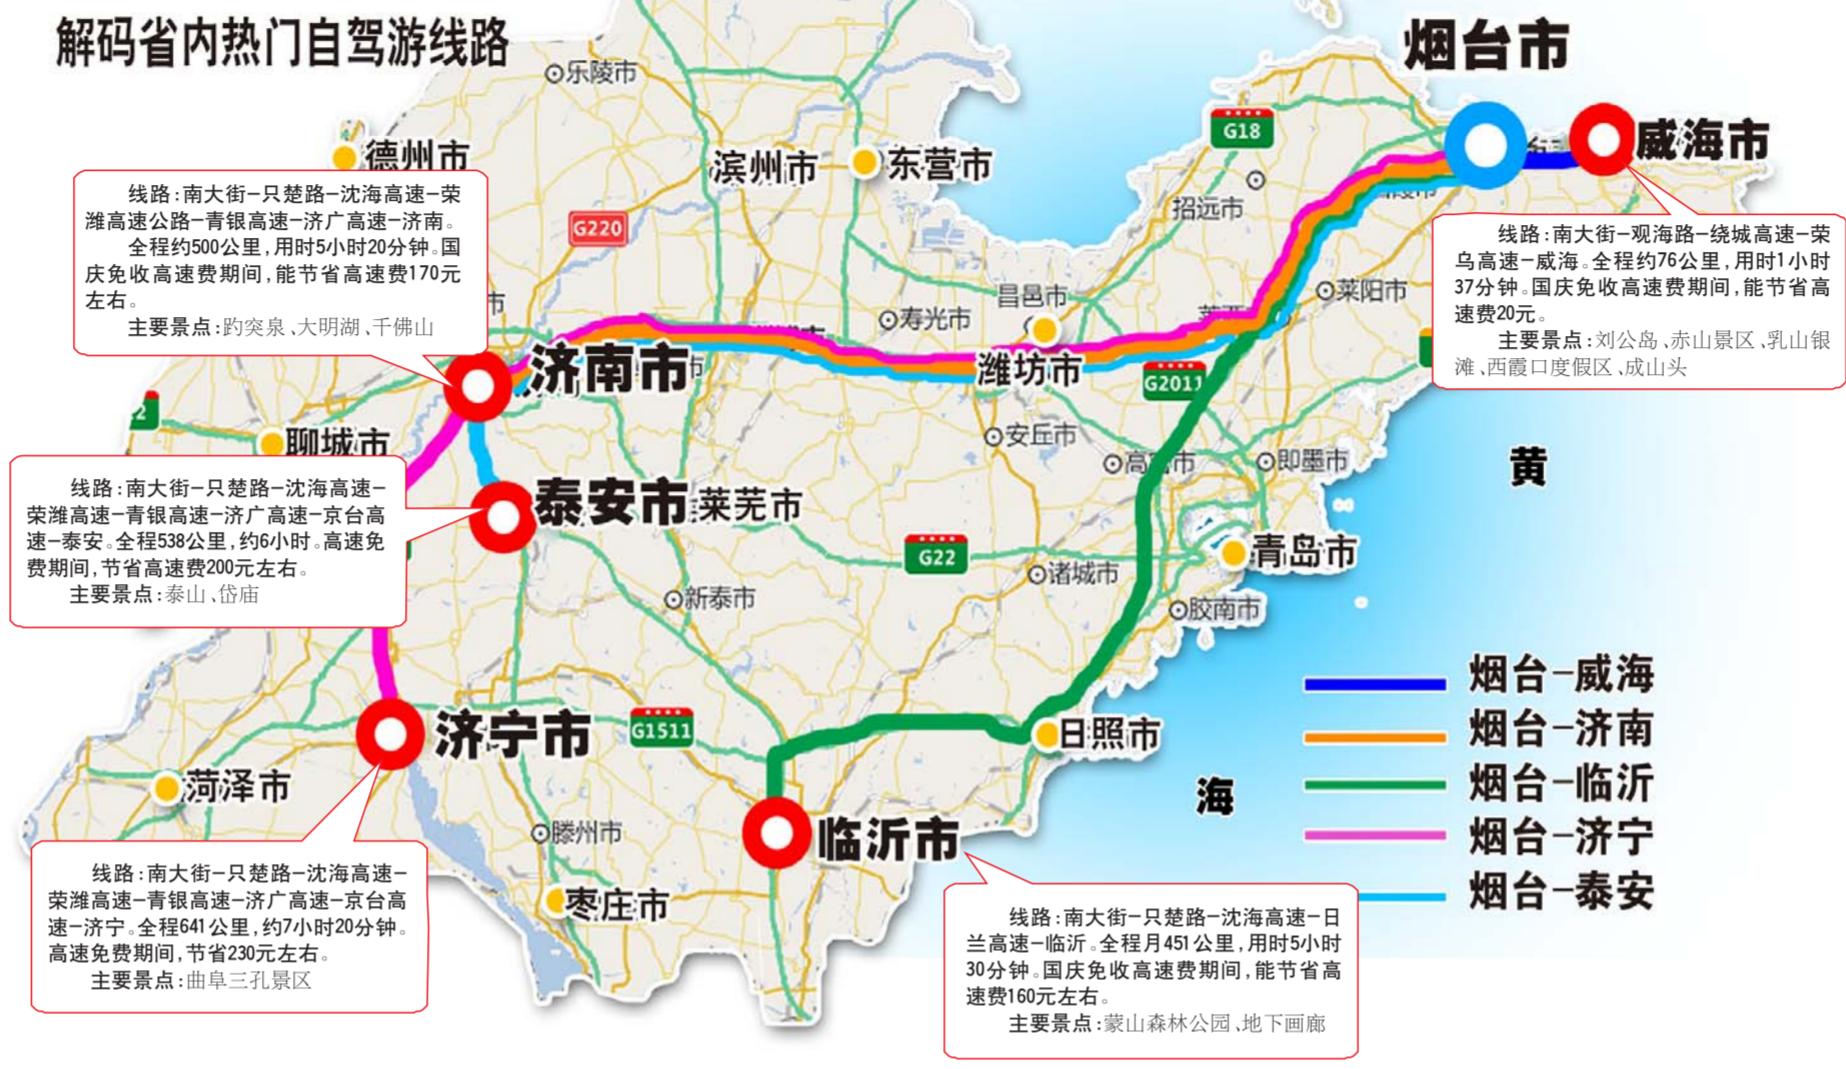 解码省内热门自驾游线路
烟台市
威海市
乐陵市
德州市
滨州市
东营市
G18
招远市
G220
线路:南大街-只楚路-沈海高速-荣
潍高速公路-青银高速-济广高速-济南。
全程约500公里,用时5小时20分钟。国
庆免收高速费期间,能节省高速费170元
左右。
主要景点:趵突泉、大明湖、千佛山
线路:南大街-观海路-绕城高速-荣
乌高速-威海。全程约76公里,用时1小时
37分钟。国庆免收高速费期间,能节省高
速费20元。
主要景点:刘公岛、赤山景区、乳山银
滩、西霞口度假区、成山头
市
昌邑市
莱阳市
寿光市
济南市
市
潍坊市
G2011
2
聊城市
安丘市
即墨市
黄
线路:南大街-只楚路-沈海高速-
荣潍高速-青银高速-济广高速-京台高
速-泰安。全程538公里,约6小时。高速免
费期间,节省高速费200元左右。
主要景点:泰山、岱庙
泰安市
莱芜市
G22
青岛市
诸城市
新泰市
胶南市
济宁市
G1511
日照市
菏泽市
海
滕州市
临沂市
枣庄市
烟台-威海
烟台-济南
烟台-临沂
烟台-济宁
烟台-泰安
线路:南大街-只楚路-沈海高速-
荣潍高速-青银高速-济广高速-京台高
速-济宁。全程641公里,约7小时20分钟。
高速免费期间,节省230元左右。
主要景点:曲阜三孔景区
线路:南大街-只楚路-沈海高速-日
兰高速-临沂。全程月451公里,用时5小时
30分钟。国庆免收高速费期间,能节省高
速费160元左右。
主要景点:蒙山森林公园、地下画廊